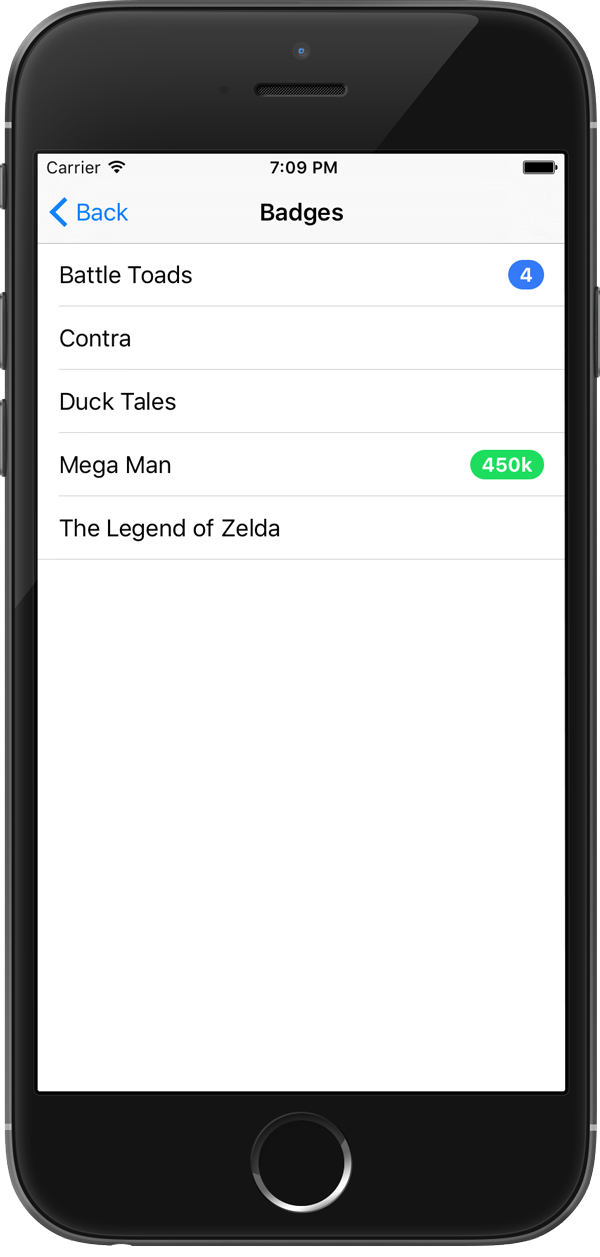 Carrier 7:09 PM
Back Badges
Battle Toads 4
Contra
Duck Tales
Mega Man 450k
The Legend of Zelda